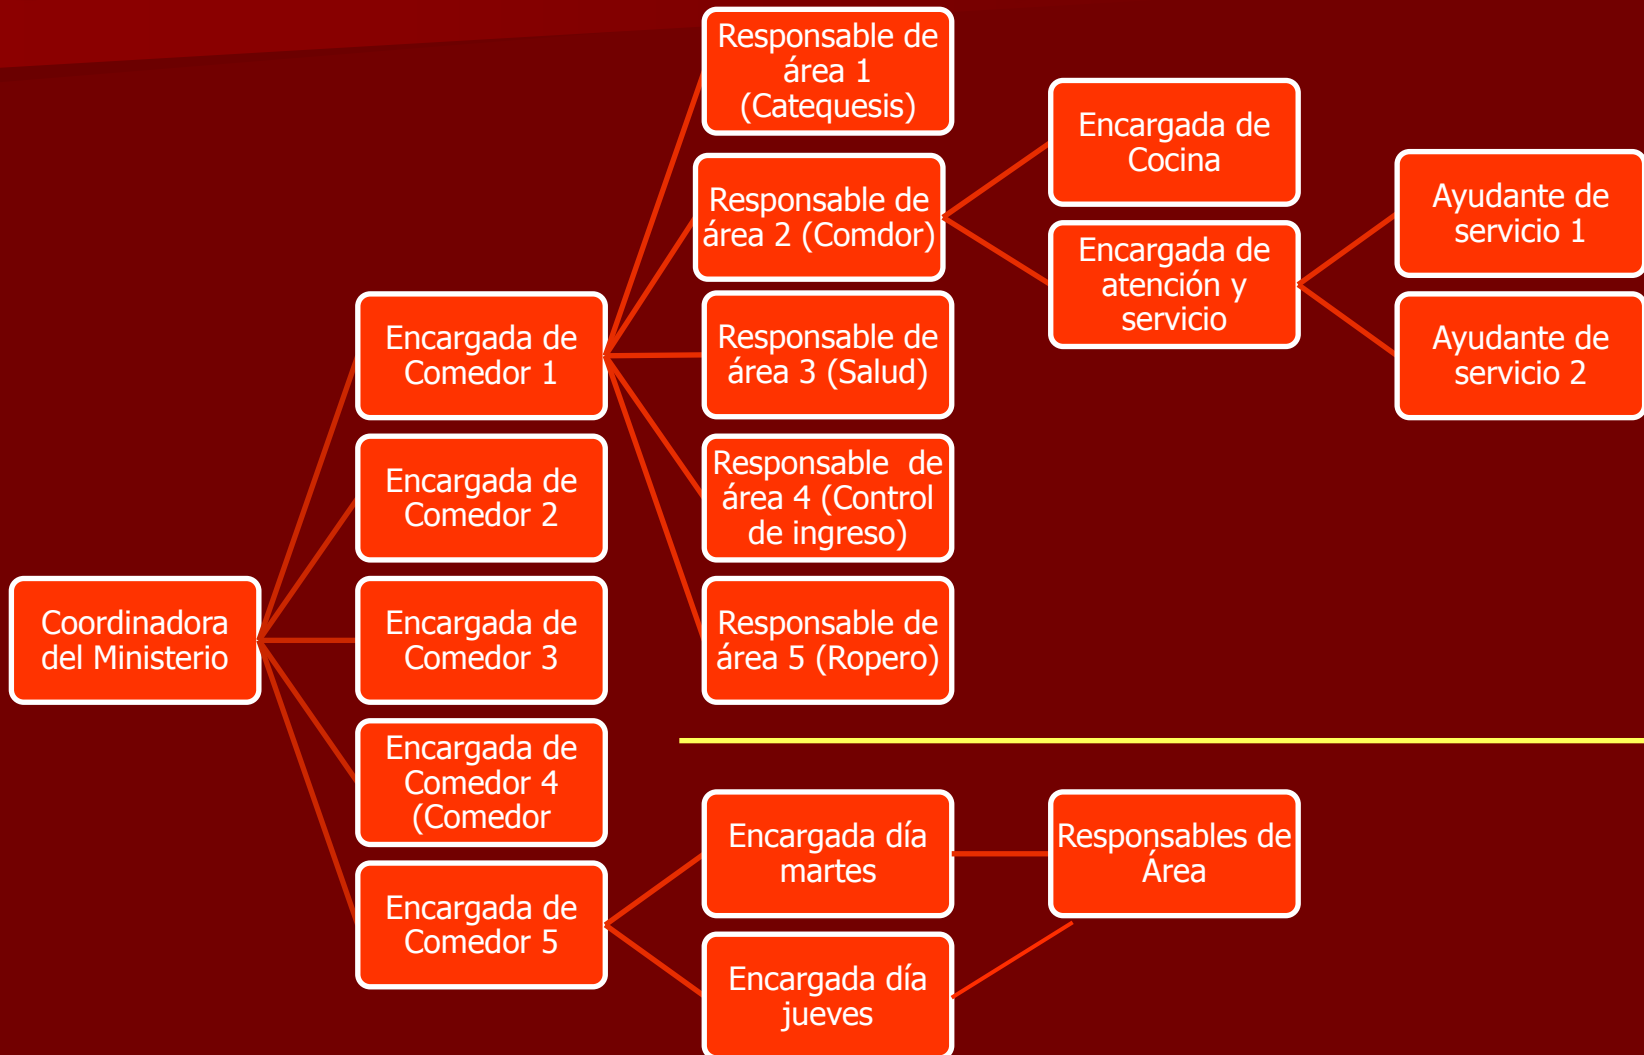 Responsable de
área 1
(Catequesis)
Encargada de
Cocina
Responsable de
área 2 (Comdor)
Ayudante de
servicio 1
Encargada de
atención y
servicio
Encargada de
Comedor 1
Responsable de
área 3 (Salud)
Ayudante de
servicio 2
Encargada de
Comedor 2
Responsable  de
área 4 (Control
de ingreso)
Coordinadora
del Ministerio
Encargada de
Comedor 3
Responsable de
área 5 (Ropero)
Encargada de
Comedor 4
(Comedor
Encargada día
martes
Responsables de
Área
Encargada de
Comedor 5
Encargada día
jueves